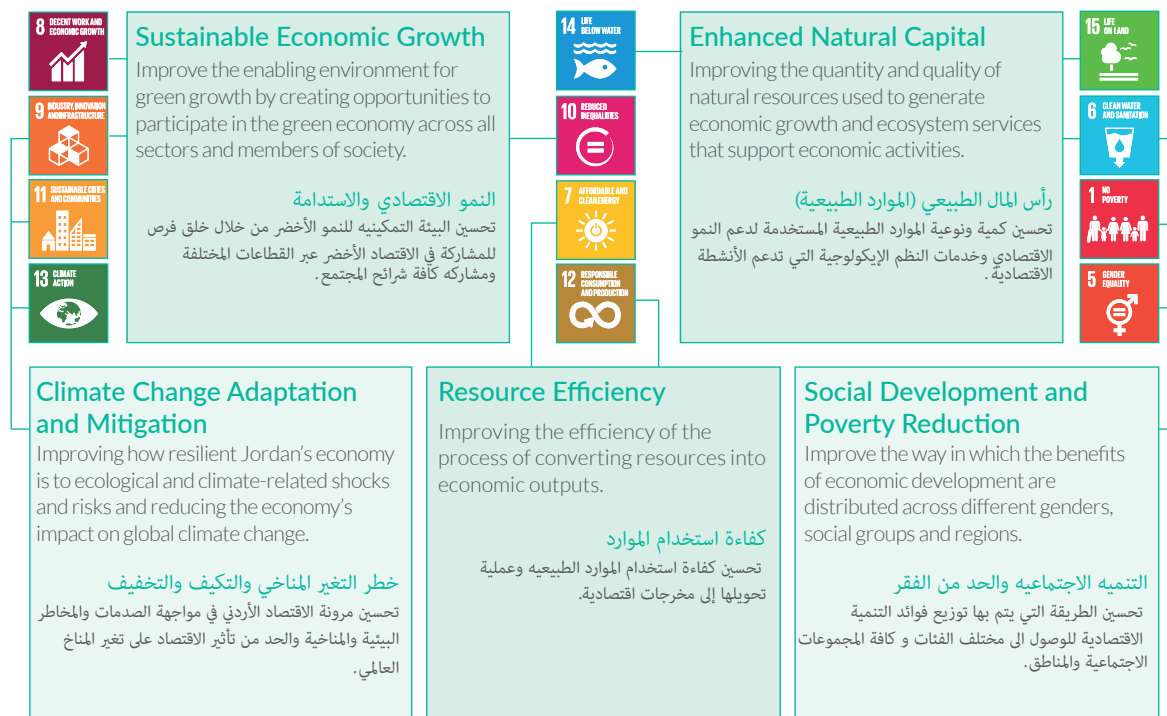 8 DECENT WORK AND
ECONOMIC GROWTH
9 INDUSTRY, INNOVATION
AND INFRASTRUCTURE
11 SUSTAINABLE CITIES
AND COMMUNITIES
13 CLIMATE
ACTION
Sustainable Economic Growth
Improve the enabling environment for
green growth by creating opportunities to
participate in the green economy across all
sectors and members of society.
النمو الاقتصادي والاستدامة
تحسين البيئة التمكينيه للنمو الأخضر من خلال خلق فرص
للمشاركة في الاقتصاد الأخضر عبر القطاعات المختلفة
ومشاركه كافة شرائح المجتمع.
14 LIFE
BELOW WATER
10 REDUCED
INEQUALITIES
7 AFFORDABLE AND
CLEAN ENERGY
12 RESPONSIBLE
CONSUMPTION
AND PRODUCTION
Enhanced Natural Capital
Improving the quantity and quality of
natural resources used to generate
economic growth and ecosystem services
that support economic activities.
رأس المال الطبيعي (الموارد الطبيعية)
تحسين كمية ونوعية الموارد الطبيعية المستخدمة لدعم النمو
الاقتصادي وخدمات النظم الإيكولوجية التي تدعم الأنشطة
الاقتصادية.
15 LIFE
ON LAND
6 CLEAN WATER
AND SANITATION
1 NO
POVERTY
5 GENDER
EQUALITY
Climate Change Adaptation
and Mitigation
Improving how resilient Jordan's economy
is to ecological and climate-related shocks
and risks and reducing the economy's
impact on global climate change.
خطر التغير المناخي والتكيف والتخفيف
تحسين مرونة الاقتصاد الأردني في مواجهة الصدمات والمخاطر
البيئية والمناخية والحد من تأثير الاقتصاد على تغير المناخ
العالمي.
Resource Efficiency
Improving the efficiency of the
process of converting resources into
economic outputs.
كفاءة استخدام الموارد
تحسين كفاءة استخدام الموارد الطبيعيه وعملية
تحويلها إلى مخرجات اقتصادية.
Social Development and
Poverty Reduction
Improve the way in which the benefits
of economic development are
distributed across different genders,
social groups and regions.
التنميه الاجتماعيه والحد من الفقر
تحسين الطريقة التي يتم بها توزيع فوائد التنمية
الاقتصادية للوصول الى مختلف الفئات و كافة المجموعات
الاجتماعية والمناطق.